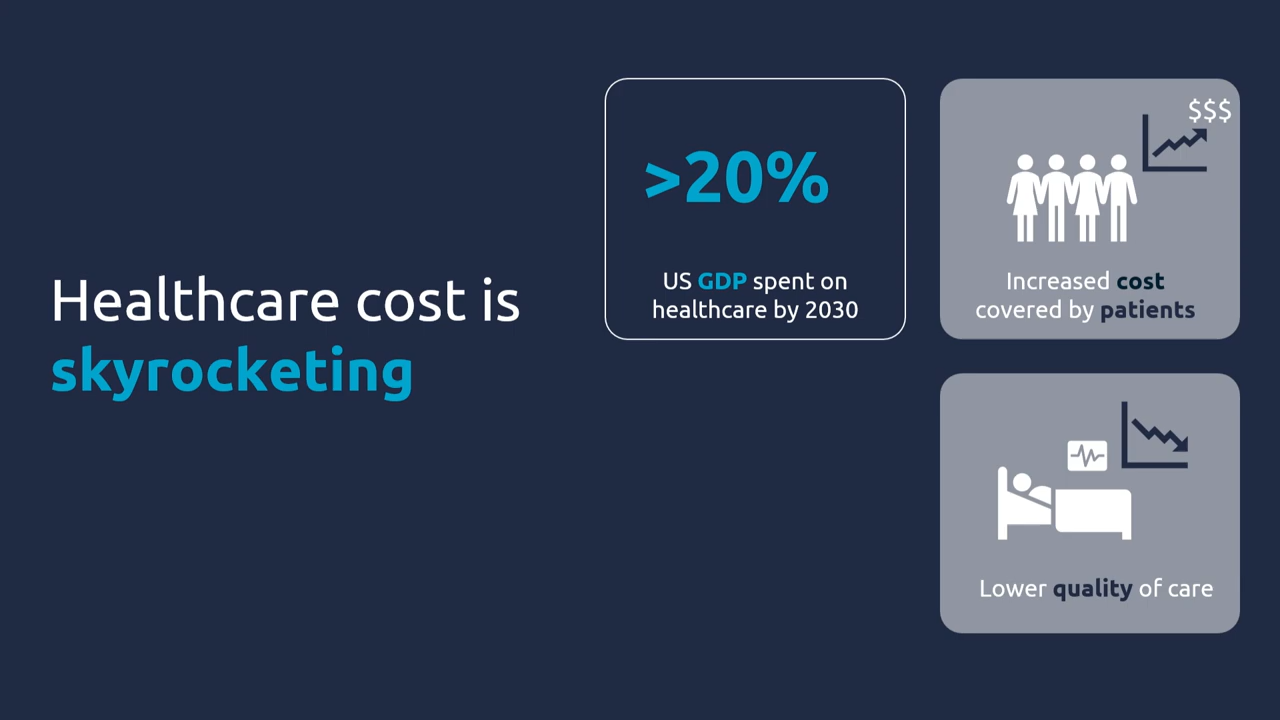 Healthcare cost is
skyrocketing
>20%
US GDP spent on
healthcare by 2030
$$$
Increased cost
covered by patients
Lower quality of care